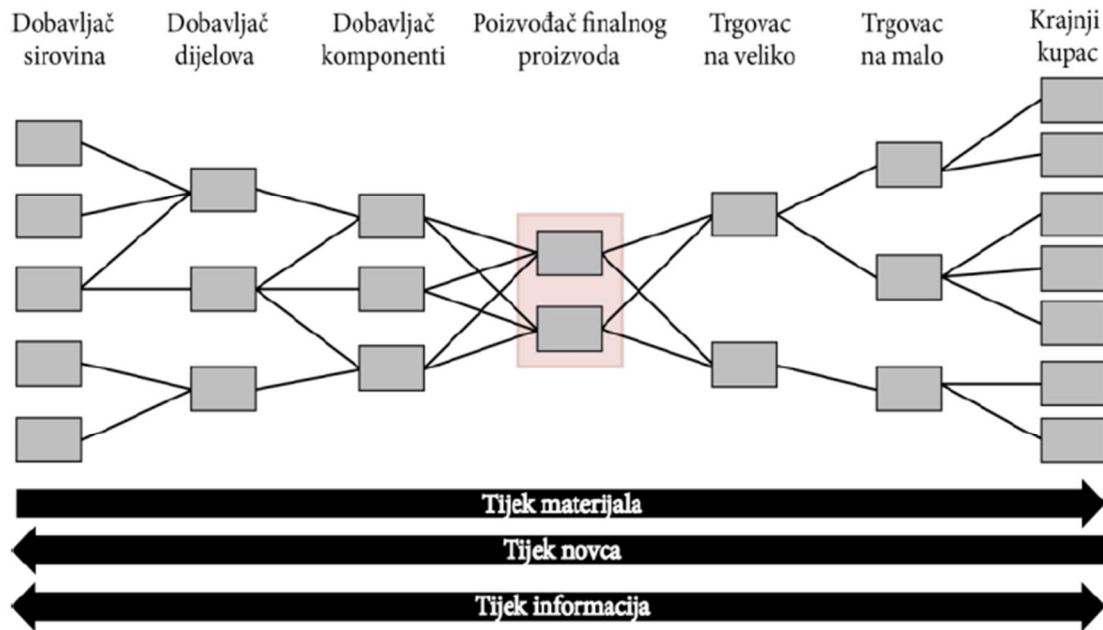 Dobavljač
sirovina
Dobavljač
dijelova
Dobavljač
komponenti
Poizvođač finalnog
proizvoda
Trgovac
na veliko
Trgovac
na malo
Krajnji
kupac
Tijek materijala
Tijek novca
Tijek informacija